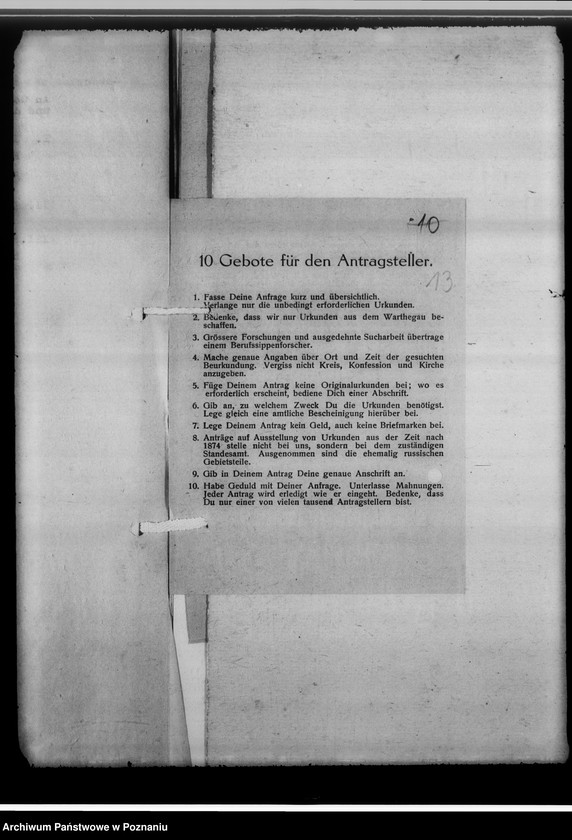 -10
10 Gebote für den Antragsteller.
13
1. Fasse Deine Anfrage kurz und übersichtlich.
Verlange nur die unbedingt erforderlichen Urkunden.
2. Bedenke, dass wir nur Urkunden aus dem Warthegau be-
schaffen.
3. Grössere Forschungen und ausgedehnte Sucharbeit übertrage
einem Berufssippenforscher.
4. Mache genaue Angaben über Ort und Zeit der gesuchten
Beurkundung. Vergiss nicht Kreis, Konfession und Kirche
anzugeben.
5. Füge Deinem Antrag keine Originalurkunden bei; wo es
erforderlich erscheint, bediene Dich einer Abschrift.
6. Gib an, zu welchem Zweck Du die Urkunden benötigst.
Lege gleich eine amtliche Bescheinigung hierüber bei.
7. Lege Deinem Antrag kein Geld, auch keine Briefmarken bei.
8. Anträge auf Ausstellung von Urkunden aus der Zeit nach
1874 stelle nicht bei uns, sondern bei dem zuständigen
Standesamt. Ausgenommen sind die ehemalig russischen
Gebietsteile.
9. Gib in Deinem Antrag Deine genaue Anschrift an.
10. Habe Geduld mit Deiner Anfrage. Unterlasse Mahnungen.
Jeder Antrag wird erledigt wie er eingeht. Bedenke, dass
Du nur einer von vielen tausend Antragstellern bist.
Archiwum Państwowe w Poznaniu